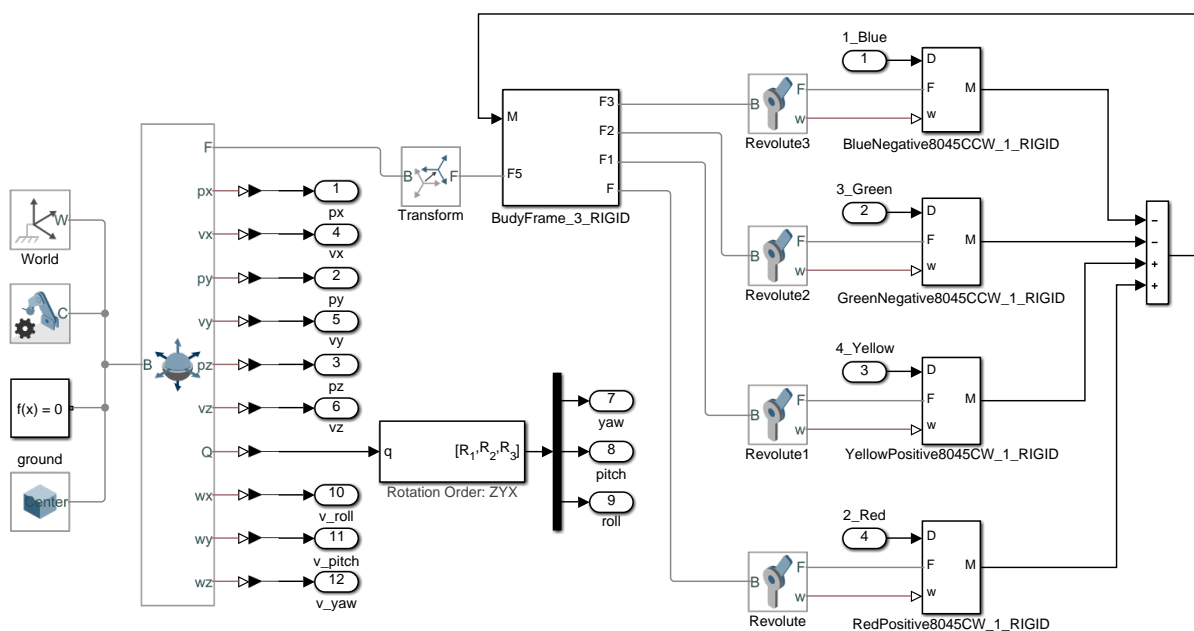 W
World
C
f(x) = 0
ground
Center
B
F
px
vx
py
vy
pz
vz
Q
wx
wy
wz
1
px
4
vx
2
py
5
vy
3
pz
6
vz
q
[R1,R2,R3]
Rotation Order: ZYX
10
v_roll
11
v_pitch
12
v_yaw
7
yaw
8
pitch
9
roll
B
F
Transform
M
F5
F3
F2
F1
F
BudyFrame_3_RIGID
B
F
w
Revolute3
1_Blue
1
D
F
w
M
BlueNegative8045CCW_1_RIGID
B
F
w
Revolute2
3_Green
2
D
F
w
M
GreenNegative8045CCW_1_RIGID
B
F
w
Revolute1
4_Yellow
3
D
F
w
M
YellowPositive8045CW_1_RIGID
B
F
w
Revolute
2_Red
4
D
F
w
M
RedPositive8045CW_1_RIGID
−
−
+
+